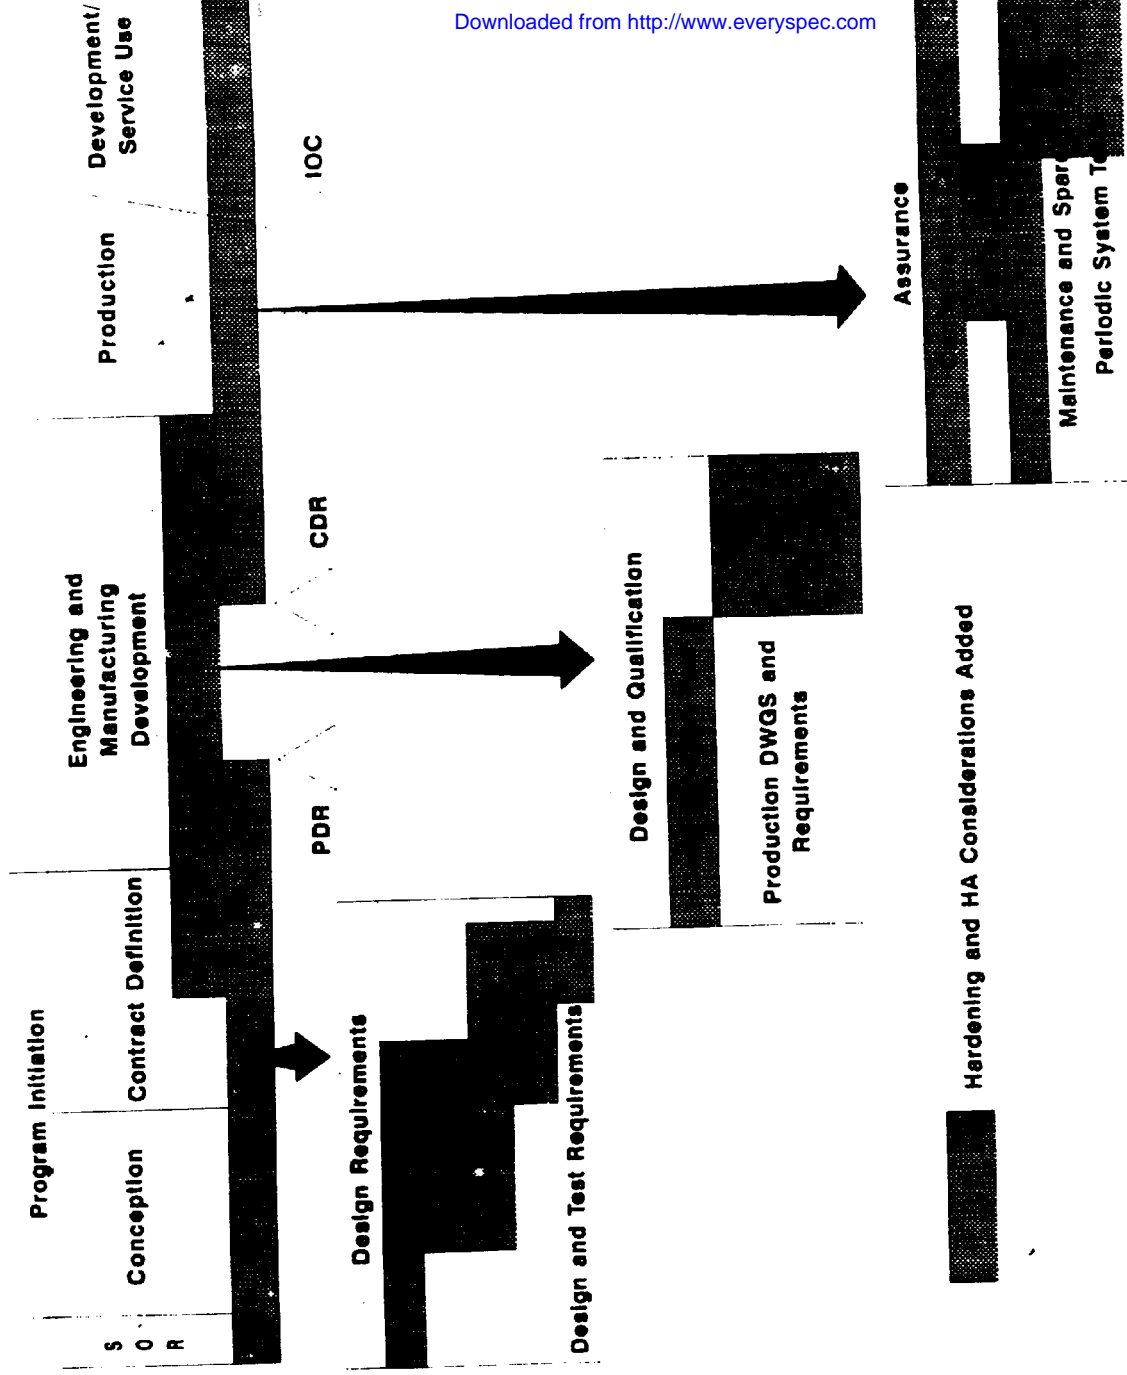 Downloaded from http://www.everyspec.com
Program Initiation
S
O
R
Conception
Contract Definition
Engineering and
Manufacturing
Development
Production
Development/
Service Use
PDR
CDR
IOC
Design Requirements
Design and Test Requirements
Design and Qualification
Production DWGS and
Requirements
Assurance
Maintenance and
Periodic System
Hardening and HA Considerations Added